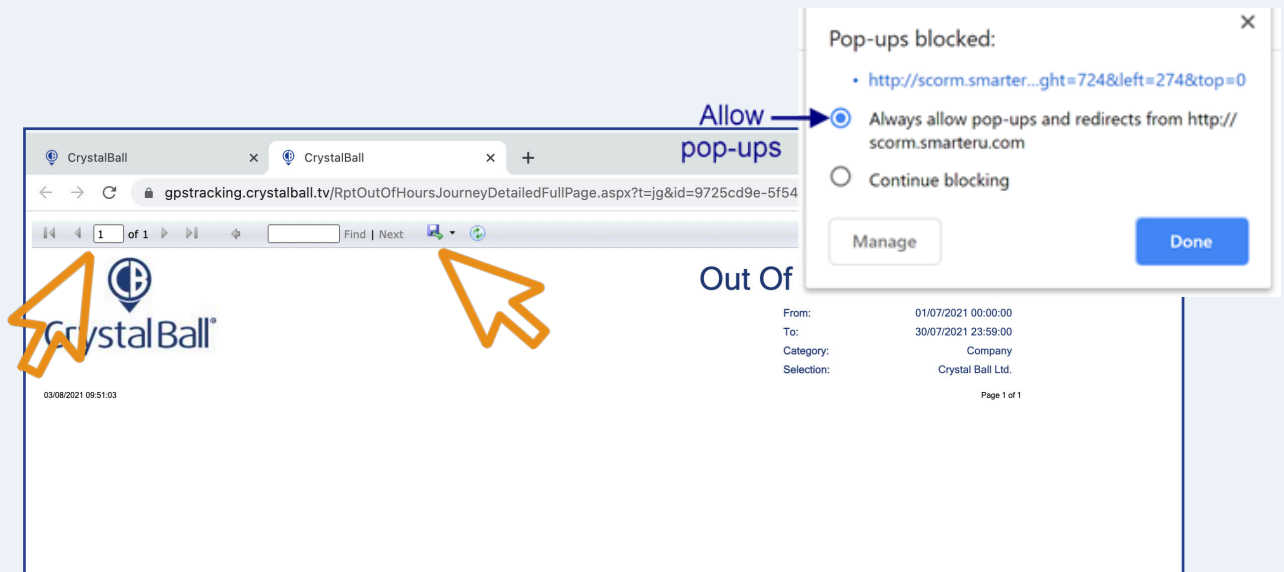 Pop-ups blocked:
• http://scorm.smarter...ght=724&left=274&top=0
Allow
pop-ups
Always allow pop-ups and redirects from http://
scorm.smarteru.com
Continue blocking
Manage
Done
CrystalBall
CrystalBall
gpstracking.crystalball.tv/RptOutOfHoursJourneyDetailedFullPage.aspx?t=jg&id=9725cd9e-5f54
1 of 1
Find | Next
CB
Crystal Ball®
Out Of
From: 01/07/2021 00:00:00
To: 30/07/2021 23:59:00
Category: Company
Selection: Crystal Ball Ltd.
03/08/2021 09:51:03
Page 1 of 1